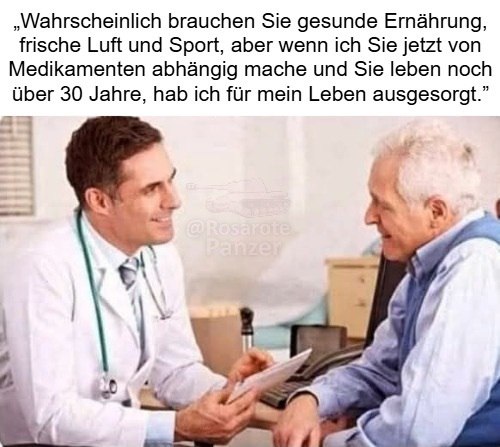 „Wahrscheinlich brauchen Sie gesunde Ernährung,
frische Luft und Sport, aber wenn ich Sie jetzt von
Medikamenten abhängig mache und Sie leben noch
über 30 Jahre, hab ich für mein Leben ausgesorgt.”
@Rosarote
Panzer